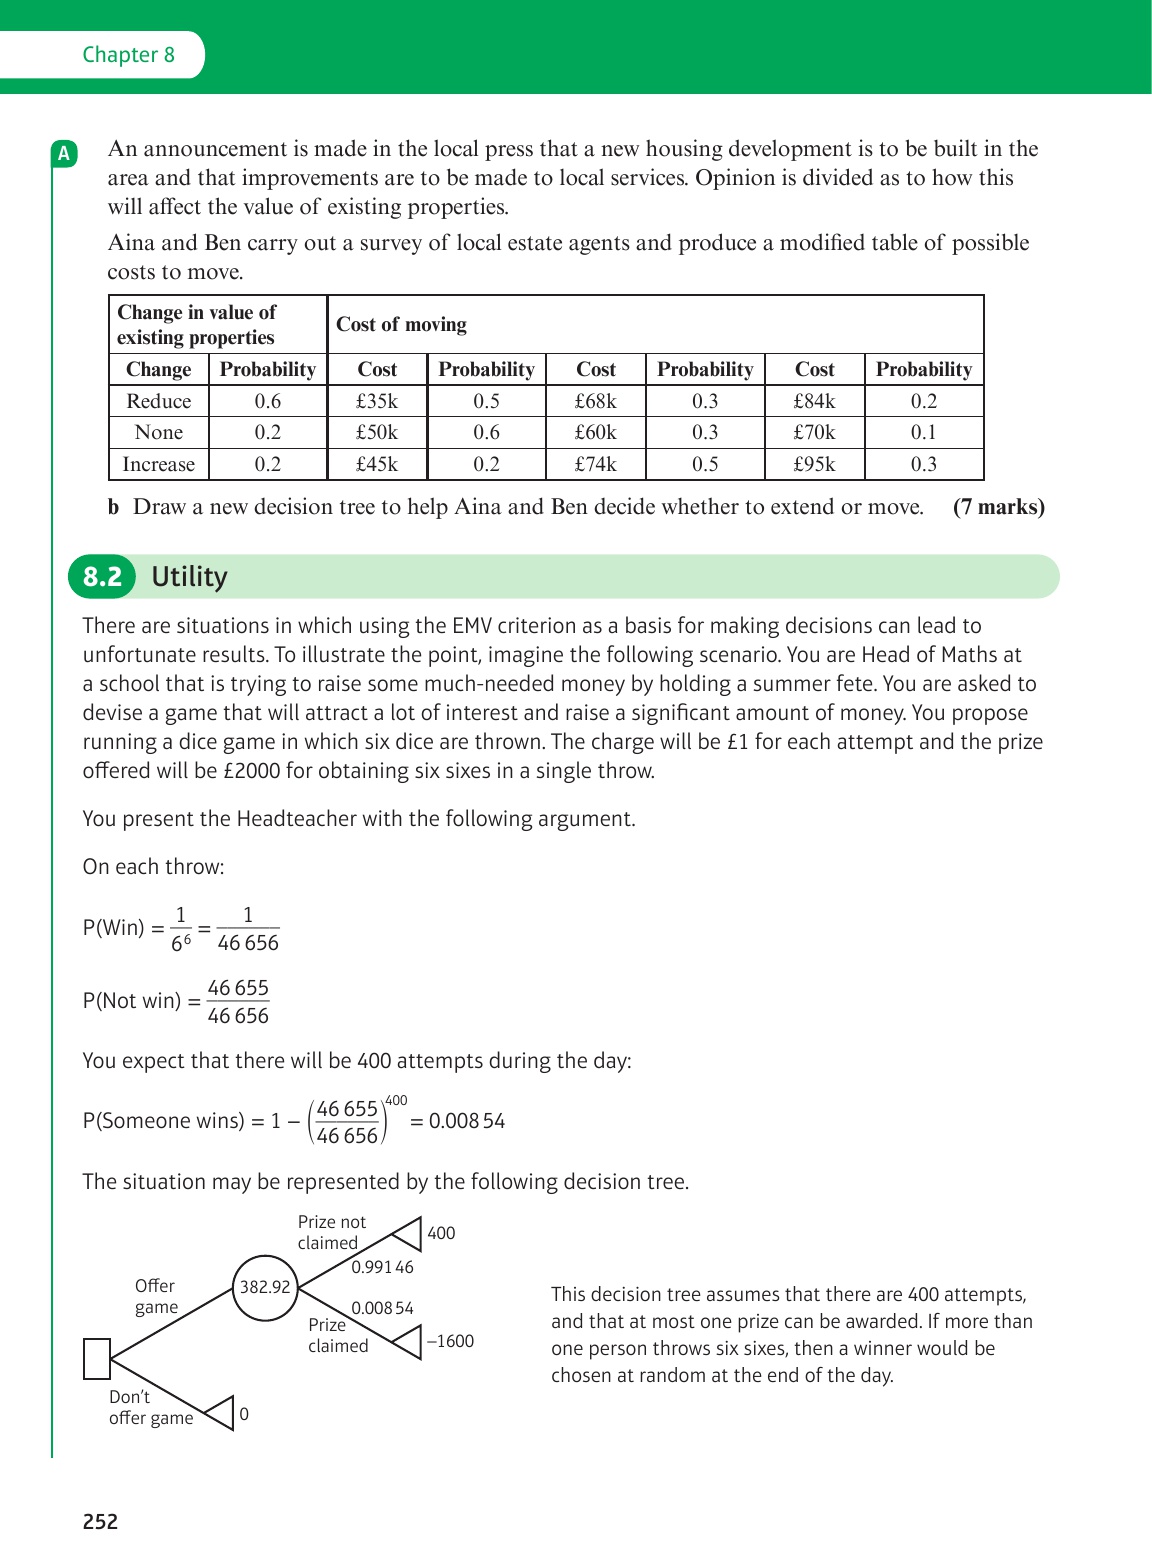 Chapter 8
A
An announcement is made in the local press that a new housing development is to be built in the
area and that improvements are to be made to local services. Opinion is divided as to how this
will affect the value of existing properties.
Aina and Ben carry out a survey of local estate agents and produce a modified table of possible
costs to move.
Change in value of existing properties | Cost of moving
Change | Probability | Cost | Probability | Cost | Probability | Cost | Probability
Reduce | 0.6 | £35k | 0.5 | £68k | 0.3 | £84k | 0.2
None | 0.2 | £50k | 0.6 | £60k | 0.3 | £70k | 0.1
Increase | 0.2 | £45k | 0.2 | £74k | 0.5 | £95k | 0.3
b Draw a new decision tree to help Aina and Ben decide whether to extend or move. (7 marks)
8.2 Utility
There are situations in which using the EMV criterion as a basis for making decisions can lead to
unfortunate results. To illustrate the point, imagine the following scenario. You are Head of Maths at
a school that is trying to raise some much-needed money by holding a summer fete. You are asked to
devise a game that will attract a lot of interest and raise a significant amount of money. You propose
running a dice game in which six dice are thrown. The charge will be £1 for each attempt and the prize
offered will be £2000 for obtaining six sixes in a single throw.
You present the Headteacher with the following argument.
On each throw:
P(Win) = 1/6⁶ = 1/46 656
P(Not win) = 46 655/46 656
You expect that there will be 400 attempts during the day:
P(Someone wins) = 1 − (46 655/46 656)⁴⁰⁰ = 0.008 54
The situation may be represented by the following decision tree.
Prize not
claimed
400
0.991 46
Offer
game
382.92
0.008 54
Prize
claimed
−1600
Don’t
offer game
0
This decision tree assumes that there are 400 attempts,
and that at most one prize can be awarded. If more than
one person throws six sixes, then a winner would be
chosen at random at the end of the day.
252